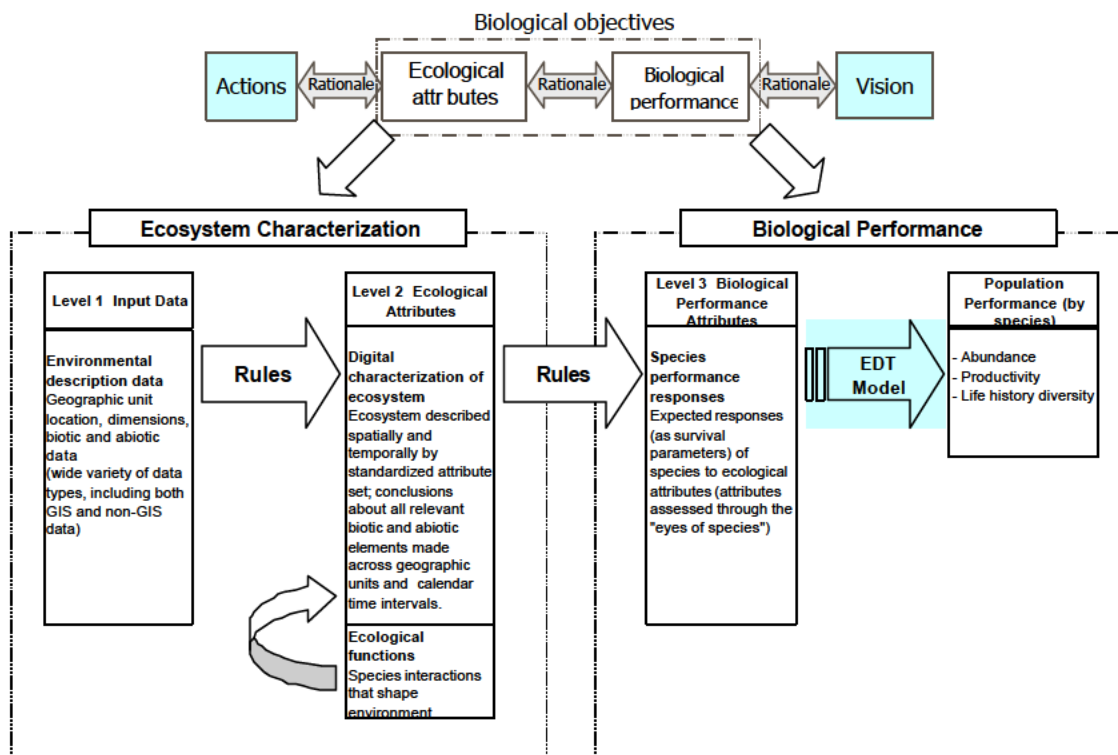 Biological objectives
Actions
Rationale
Ecological
attr butes
Rationale
Biological
performance
Rationale
Vision
Ecosystem Characterization
Level 1 Input Data
Environmental
description data
Geographic unit
location, dimensions,
biotic and abiotic
data
(wide variety of data
types, including both
GIS and non-GIS
data)
Rules
Level 2 Ecological
Attributes
Digital
characterization of
ecosystem
Ecosystem described
spatially and
temporally by
standardized attribute
set; conclusions
about all relevant
biotic and abiotic
elements made
across geographic
units and calendar
time intervals.
Ecological
functions
Species interactions
that shape
environment
Rules
Biological Performance
Level 3 Biological
Performance
Attributes
Species
performance
responses
Expected responses
(as survival
parameters) of
species to ecological
attributes (attributes
assessed through the
"eyes of species")
EDT
Model
Population
Performance (by
species)
- Abundance
- Productivity
- Life history diversity